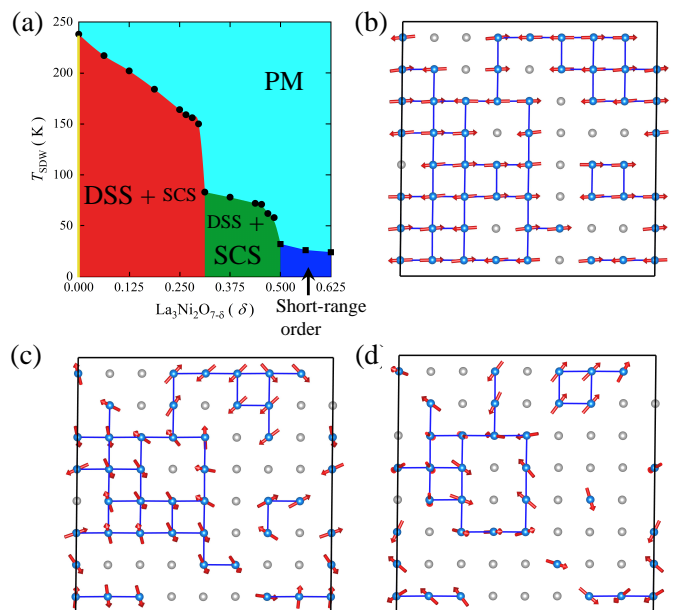 (a)
(b)
T_SDW (K)
250
200
150
100
50
0
PM
DSS + SCS
DSS +
SCS
0.000 0.125 0.250 0.375 0.500 0.625
La₃Ni₂O₇₋δ ( δ )
Short-range
order
(c)
(d)